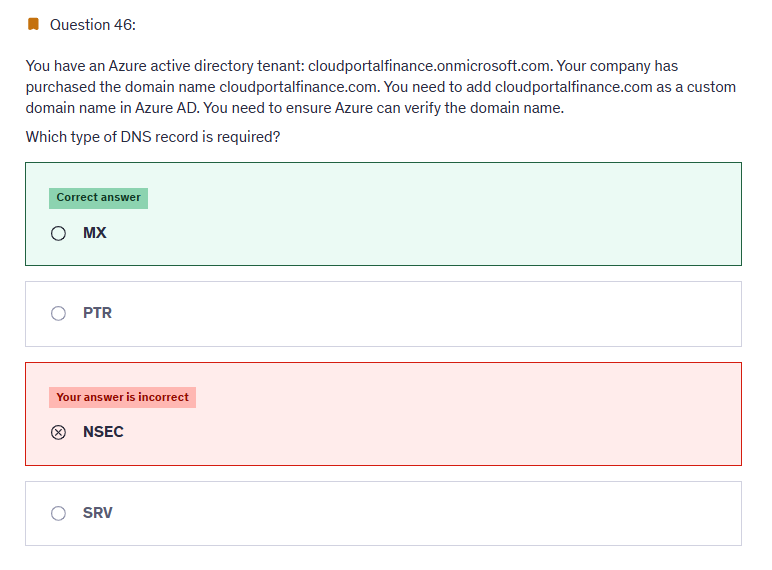 Question 46:
You have an Azure active directory tenant: cloudportalfinance.onmicrosoft.com. Your company has
purchased the domain name cloudportalfinance.com. You need to add cloudportalfinance.com as a custom
domain name in Azure AD. You need to ensure Azure can verify the domain name.
Which type of DNS record is required?
Correct answer
MX
PTR
Your answer is incorrect
NSEC
SRV